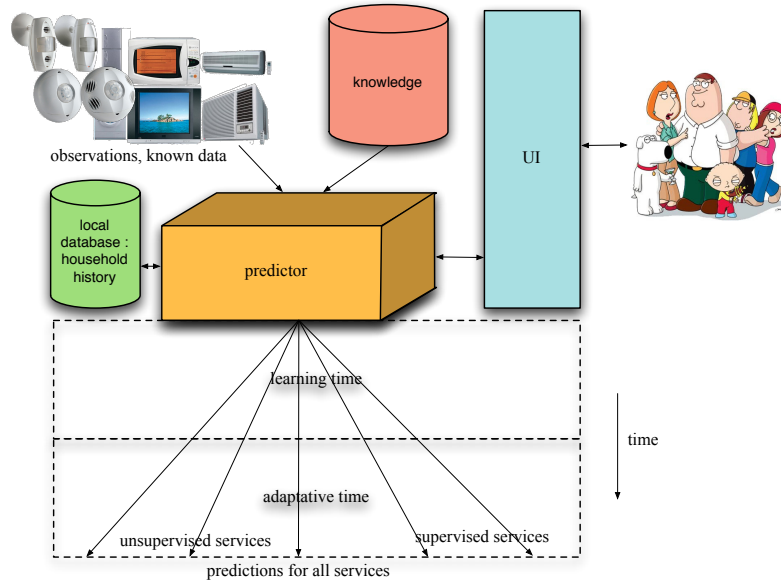 knowledge
observations, known data
UI
local
database :
household
history
predictor
learning time
time
adaptative time
unsupervised services
supervised services
predictions for all services